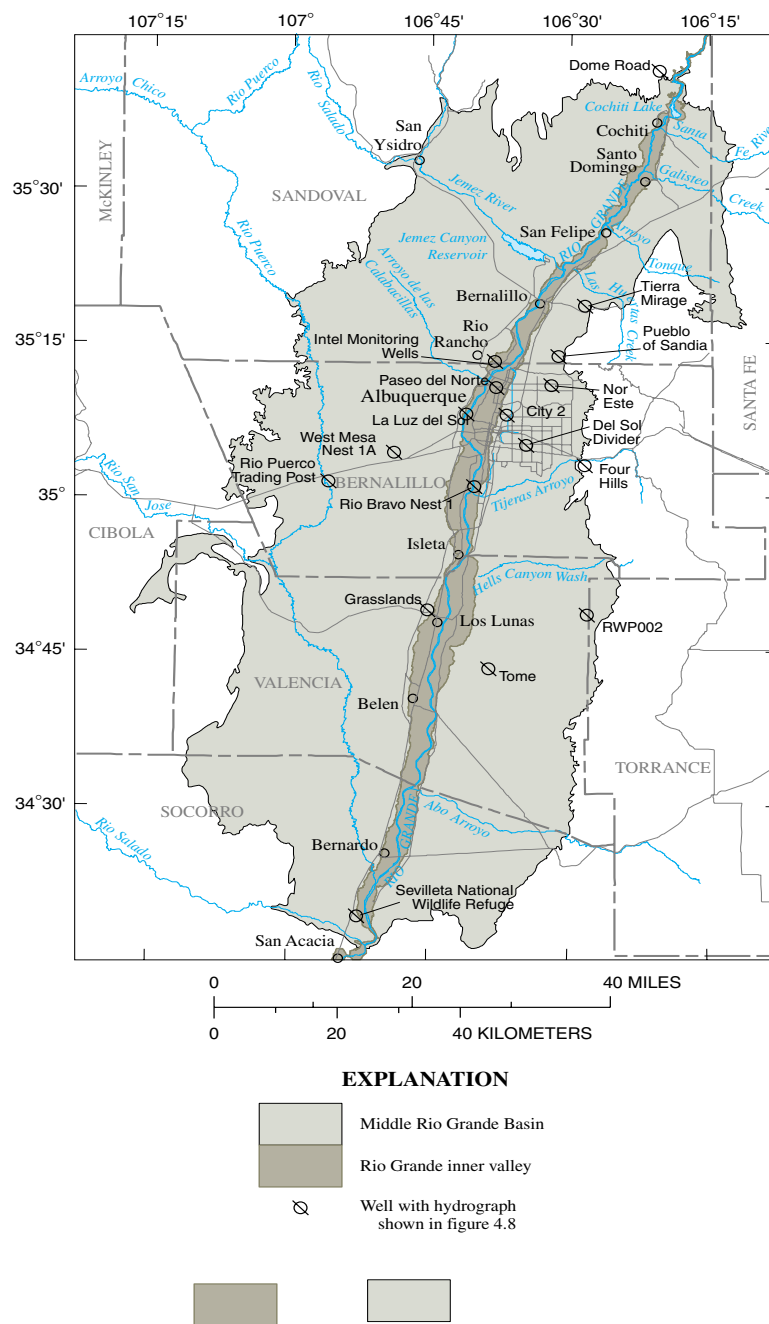 107°15'
107°
106°45'
106°30'
106°15'
Dome Road
Arroyo Chico
Rio Puerco
Rio Salado
Cochiti Lake
Cochiti
Santa Fe River
San
Ysidro
Santo
Domingo
McKINLEY
35°30'
SANDOVAL
Jemez River
Galisteo Creek
RIO GRANDE
San Felipe
Arroyo Tonque
Rio Puerco
Jemez Canyon
Reservoir
Arroyo de las
Calabacillas
Las Huertas Creek
Bernalillo
Tierra
Mirage
35°15'
Rio
Rancho
Intel Monitoring
Wells
Pueblo
of Sandia
SANTA FE
Paseo del Norte
Albuquerque
Nor
Este
City 2
La Luz del Sol
Del Sol
Divider
West Mesa
Nest 1A
Rio Puerco
Trading Post
Four
Hills
Rio San José
35°
BERNALILLO
Rio Bravo Nest 1
Tijeras Arroyo
CIBOLA
Isleta
Hells Canyon Wash
Grasslands
Los Lunas
RWP002
34°45'
Tome
VALENCIA
Belen
TORRANCE
34°30'
SOCORRO
Abo Arroyo
RIO GRANDE
Rio Salado
Bernardo
Sevilleta National
Wildlife Refuge
San Acacia
0 20 40 MILES
0 20 40 KILOMETERS
EXPLANATION
Middle Rio Grande Basin
Rio Grande inner valley
Well with hydrograph
shown in figure 4.8